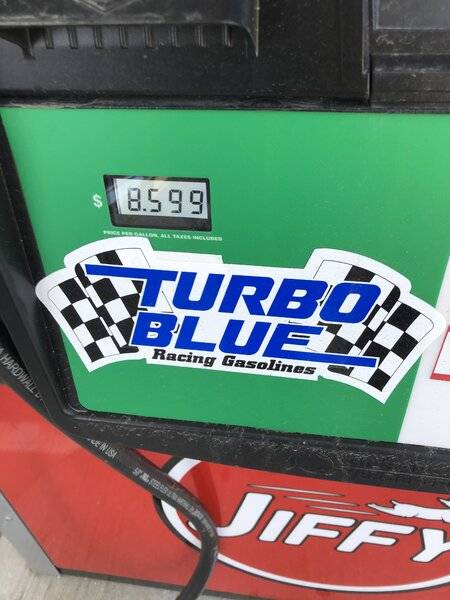 $ 8.599
PRICE PER GALLON, ALL TAXES INCLUDED
TURBO
BLUE
Racing Gasolines
JIFFY